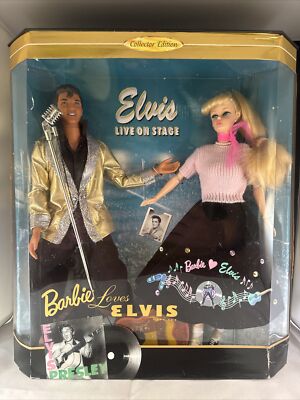 Collector Edition
Elvis
LIVE ON STAGE
Barbie ♥ Elvis
Barbie Loves
ELVIS
ELVIS
PRESLEY